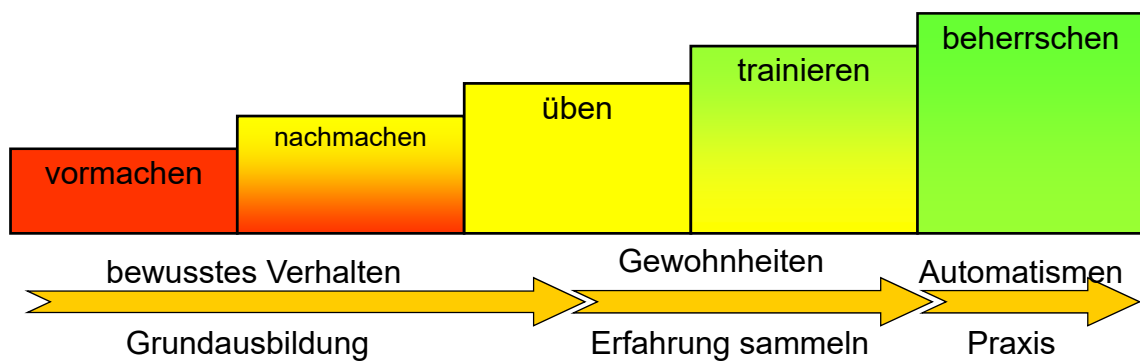 vormachen
nachmachen
üben
trainieren
beherrschen
bewusstes Verhalten
Gewohnheiten
Automatismen
Grundausbildung
Erfahrung sammeln
Praxis